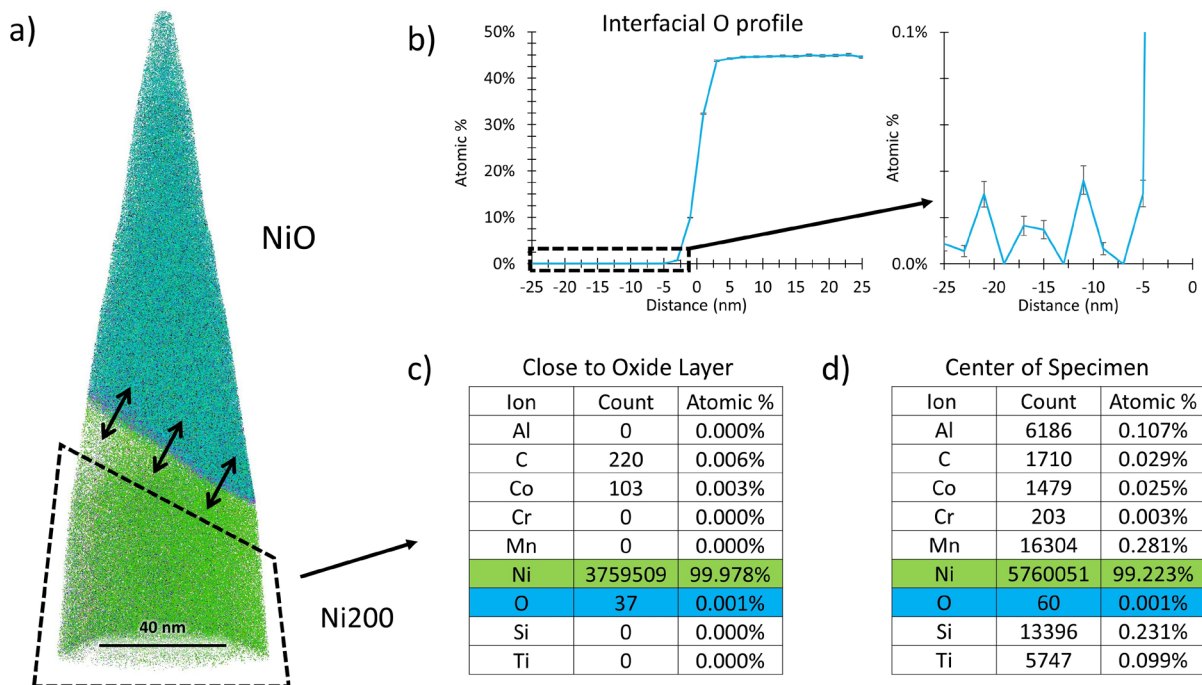 a)
NiO
Ni200
40 nm
b)
Interfacial O profile
50%
40%
30%
20%
10%
0%
Atomic %
-25 -20 -15 -10 -5 0 5 10 15 20 25
Distance (nm)
0.1%
0.0%
Atomic %
-25 -20 -15 -10 -5 0
Distance (nm)
c)
Close to Oxide Layer
Ion Count Atomic %
Al 0 0.000%
C 220 0.006%
Co 103 0.003%
Cr 0 0.000%
Mn 0 0.000%
Ni 3759509 99.978%
O 37 0.001%
Si 0 0.000%
Ti 0 0.000%
d)
Center of Specimen
Ion Count Atomic %
Al 6186 0.107%
C 1710 0.029%
Co 1479 0.025%
Cr 203 0.003%
Mn 16304 0.281%
Ni 5760051 99.223%
O 60 0.001%
Si 13396 0.231%
Ti 5747 0.099%